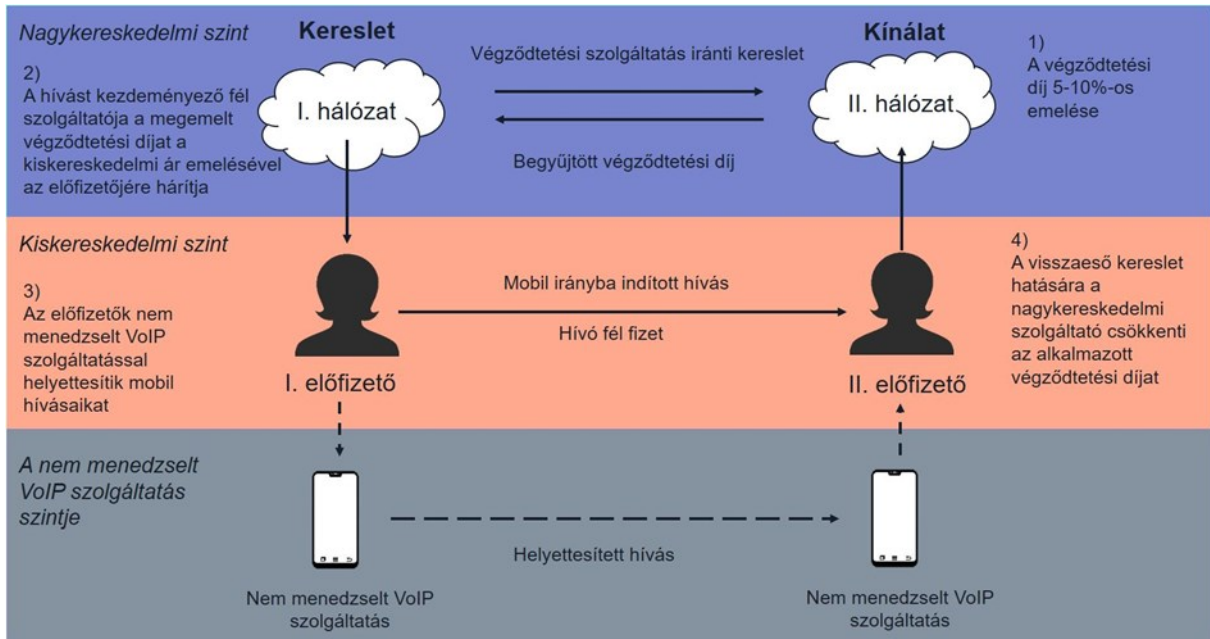 Nagykereskedelmi szint
Kereslet
Kínálat
2)
A hívást kezdeményező fél
szolgáltatója a megemelt
végződtetési díjat a
kiskereskedelmi ár emelésével
az előfizetőjére hárítja
I. hálózat
Végződtetési szolgáltatás iránti kereslet
Begyűjtött végződtetési díj
II. hálózat
1)
A végződtetési
díj 5-10%-os
emelése
Kiskereskedelmi szint
3)
Az előfizetők nem
menedzselt VoIP
szolgáltatással
helyettesítik mobil
hívásaikat
I. előfizető
Mobil irányba indított hívás
Hívó fél fizet
II. előfizető
4)
A visszaeső kereslet
hatására a
nagykereskedelmi
szolgáltató csökkenti
az alkalmazott
végződtetési díjat
A nem menedzselt
VoIP szolgáltatás
szintje
Helyettesített hívás
Nem menedzselt VoIP
szolgáltatás
Nem menedzselt VoIP
szolgáltatás